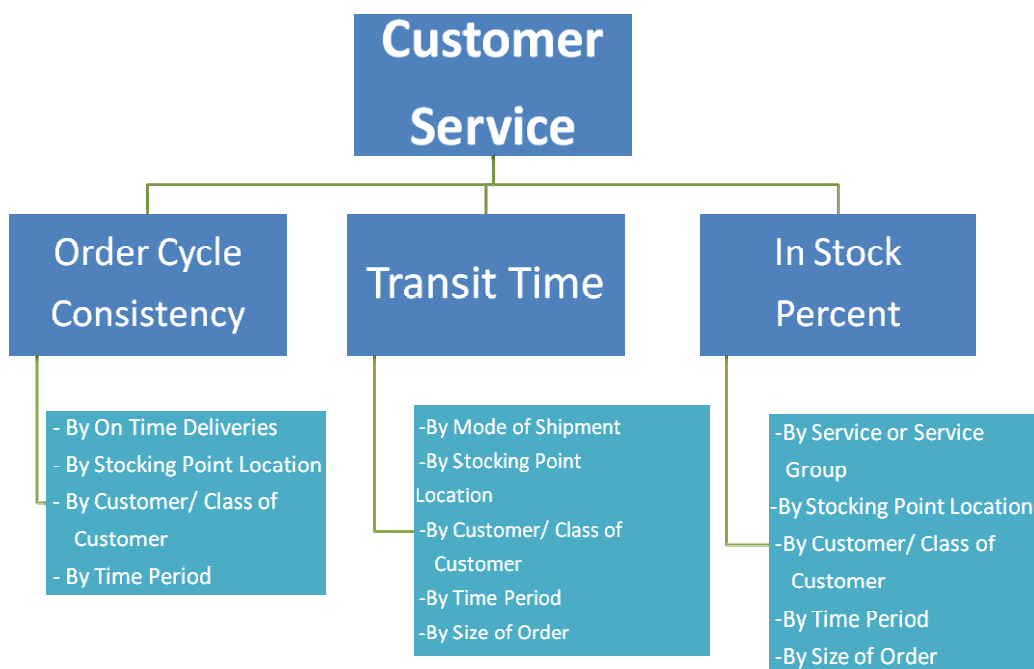 Customer
Service
Order Cycle
Consistency
Transit Time
In Stock
Percent
- By On Time Deliveries
- By Stocking Point Location
- By Customer/ Class of
Customer
- By Time Period
-By Mode of Shipment
-By Stocking Point
Location
-By Customer/ Class of
Customer
-By Time Period
-By Size of Order
-By Service or Service
Group
-By Stocking Point Location
-By Customer/ Class of
Customer
-By Time Period
-By Size of Order